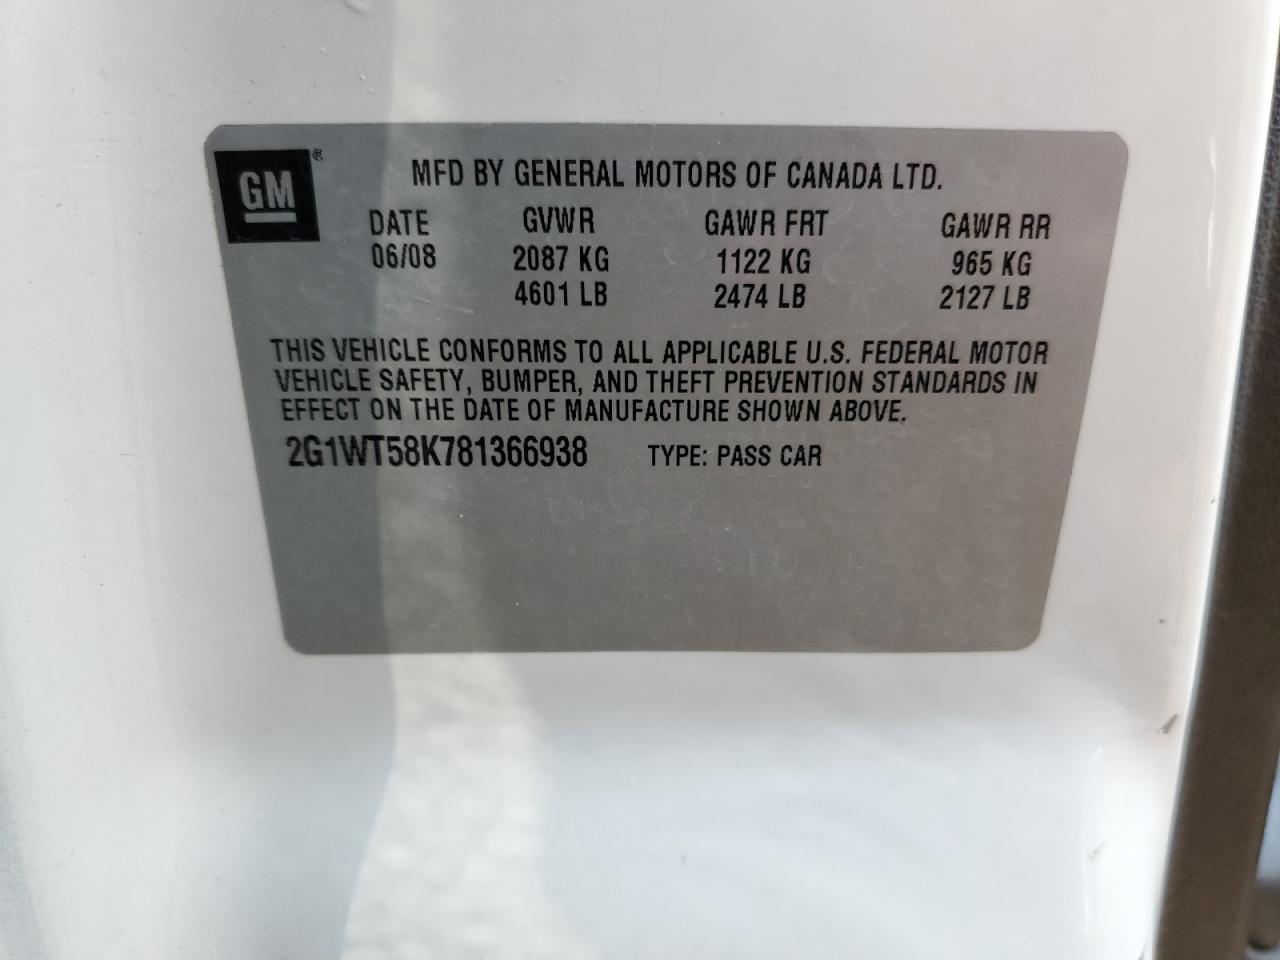 GM®
MFD BY GENERAL MOTORS OF CANADA LTD.
DATE GVWR GAWR FRT GAWR RR
06/08 2087 KG 1122 KG 965 KG
4601 LB 2474 LB 2127 LB
THIS VEHICLE CONFORMS TO ALL APPLICABLE U.S. FEDERAL MOTOR
VEHICLE SAFETY, BUMPER, AND THEFT PREVENTION STANDARDS IN
EFFECT ON THE DATE OF MANUFACTURE SHOWN ABOVE.
2G1WT58K781366938 TYPE: PASS CAR